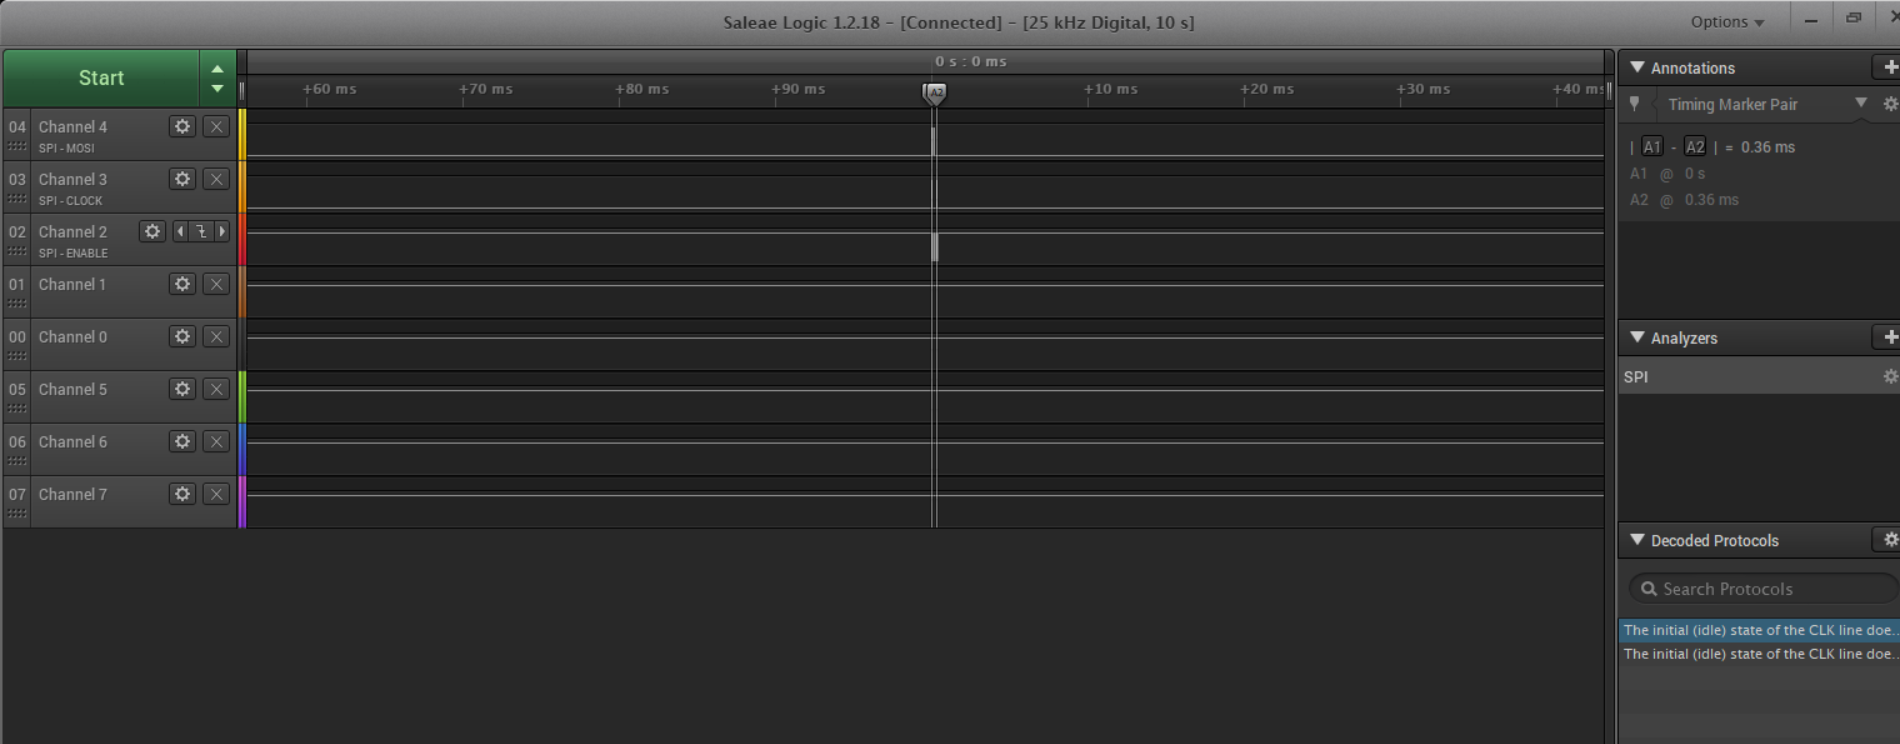 Saleae Logic 1.2.18 - [Connected] - [25 kHz Digital, 10 s]
Options
Start
0 s : 0 ms
+60 ms +70 ms +80 ms +90 ms +10 ms +20 ms +30 ms +40 ms
A2
04 Channel 4
SPI - MOSI
03 Channel 3
SPI - CLOCK
02 Channel 2
SPI - ENABLE
01 Channel 1
00 Channel 0
05 Channel 5
06 Channel 6
07 Channel 7
Annotations
Timing Marker Pair
| A1 - A2 | = 0.36 ms
A1 @ 0 s
A2 @ 0.36 ms
Analyzers
SPI
Decoded Protocols
Search Protocols
The initial (idle) state of the CLK line doe...
The initial (idle) state of the CLK line doe...